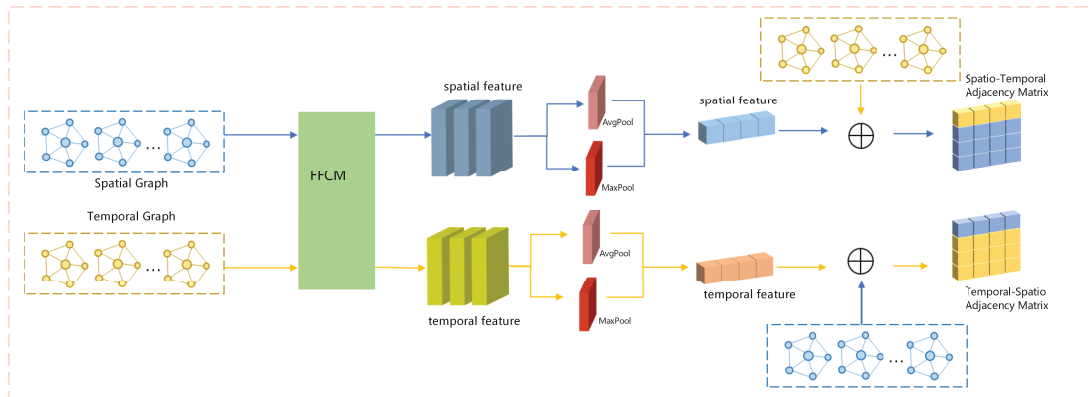 spatial feature
Spatio-Temporal
Adjacency Matrix
spatial feature
AvgPool
Spatial Graph
MaxPool
Temporal Graph
AvgPool
temporal feature
temporal feature
MaxPool
Temporal-Spatio
Adjacency Matrix